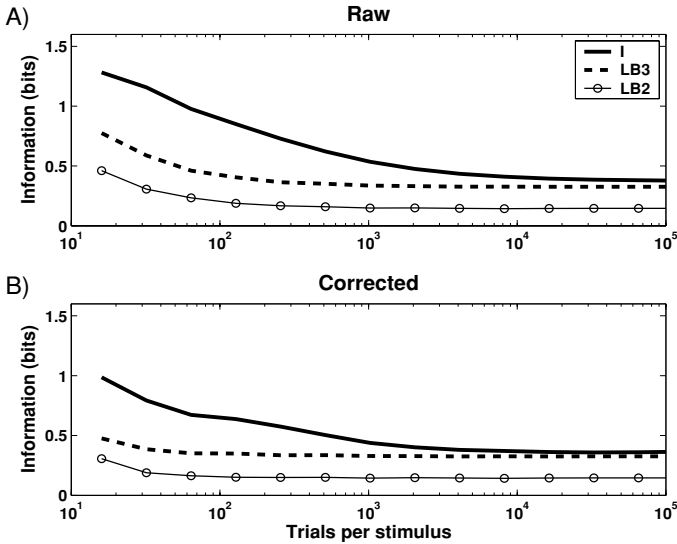 A)
Raw
Information (bits)
1.5
1
0.5
0
I
LB3
LB2
10^1
10^2
10^3
10^4
10^5
B)
Corrected
Information (bits)
1.5
1
0.5
0
10^1
10^2
10^3
10^4
10^5
Trials per stimulus